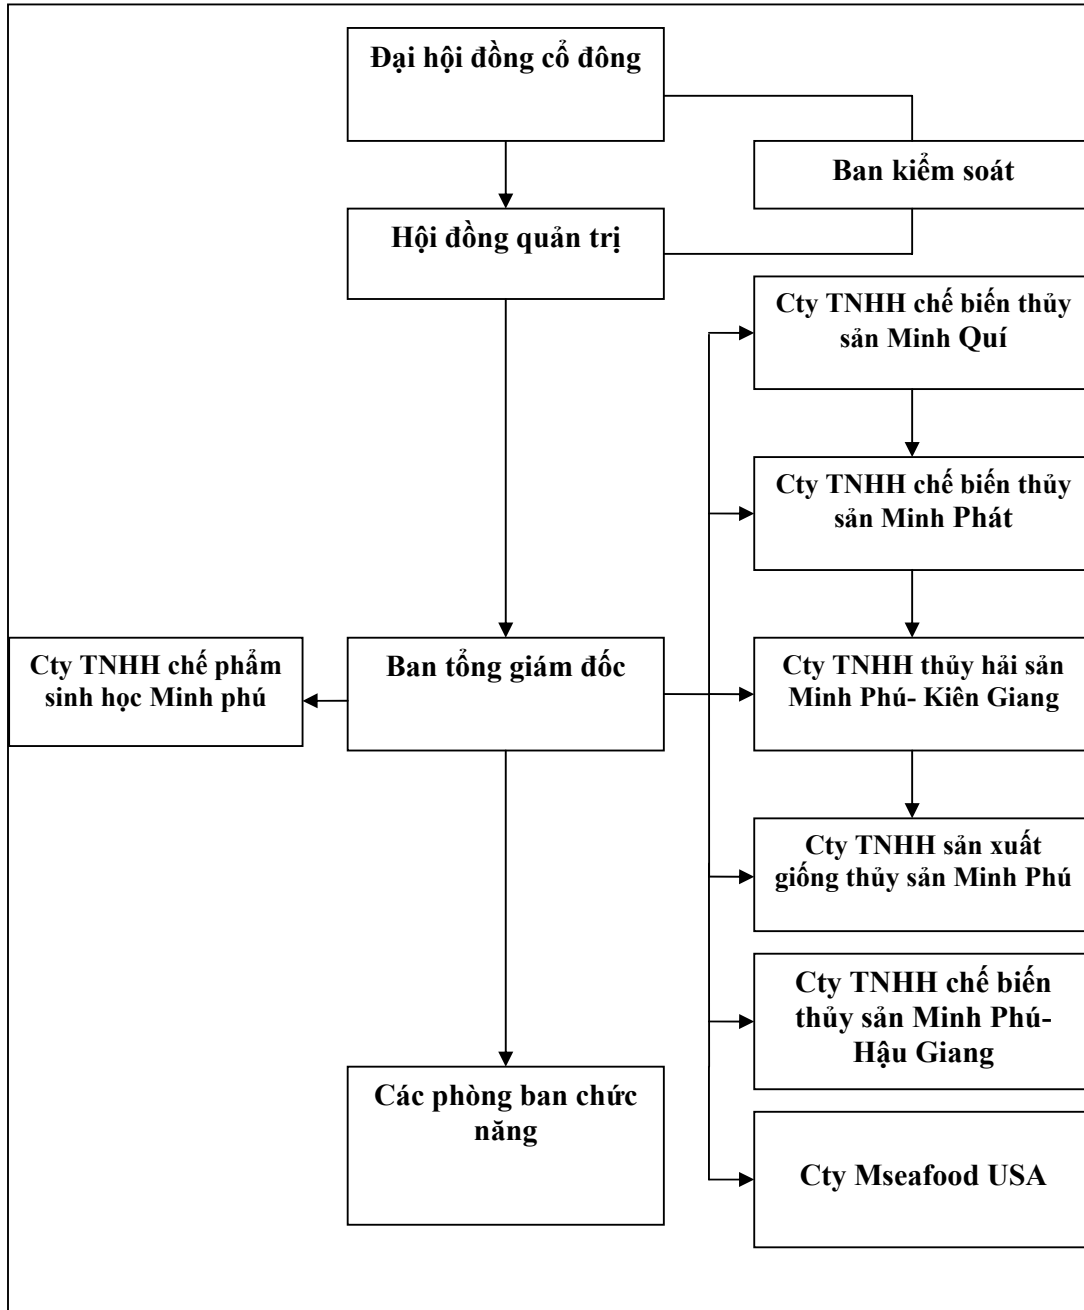 Đại hội đồng cổ đông
Ban kiểm soát
Hội đồng quản trị
Cty TNHH chế biến thủy
sản Minh Quí
Cty TNHH chế biến thủy
sản Minh Phát
Cty TNHH chế phẩm
sinh học Minh phú
Ban tổng giám đốc
Cty TNHH thủy hải sản
Minh Phú- Kiên Giang
Cty TNHH sản xuất
giống thủy sản Minh Phú
Cty TNHH chế biến
thủy sản Minh Phú-
Hậu Giang
Các phòng ban chức
năng
Cty Mseafood USA